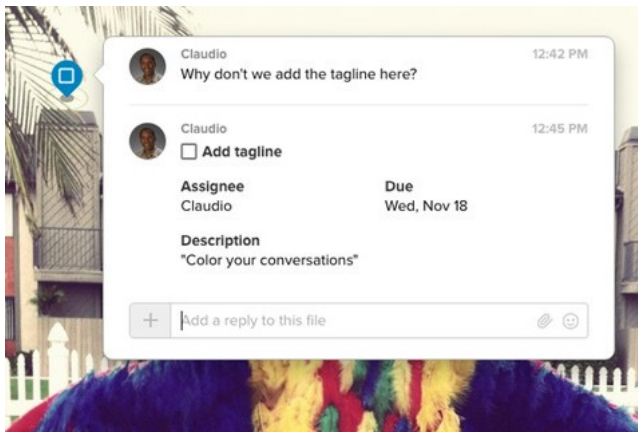 Claudio 12:42 PM
Why don't we add the tagline here?
Claudio 12:45 PM
Add tagline
Assignee Due
Claudio Wed, Nov 18
Description
"Color your conversations"
Add a reply to this file